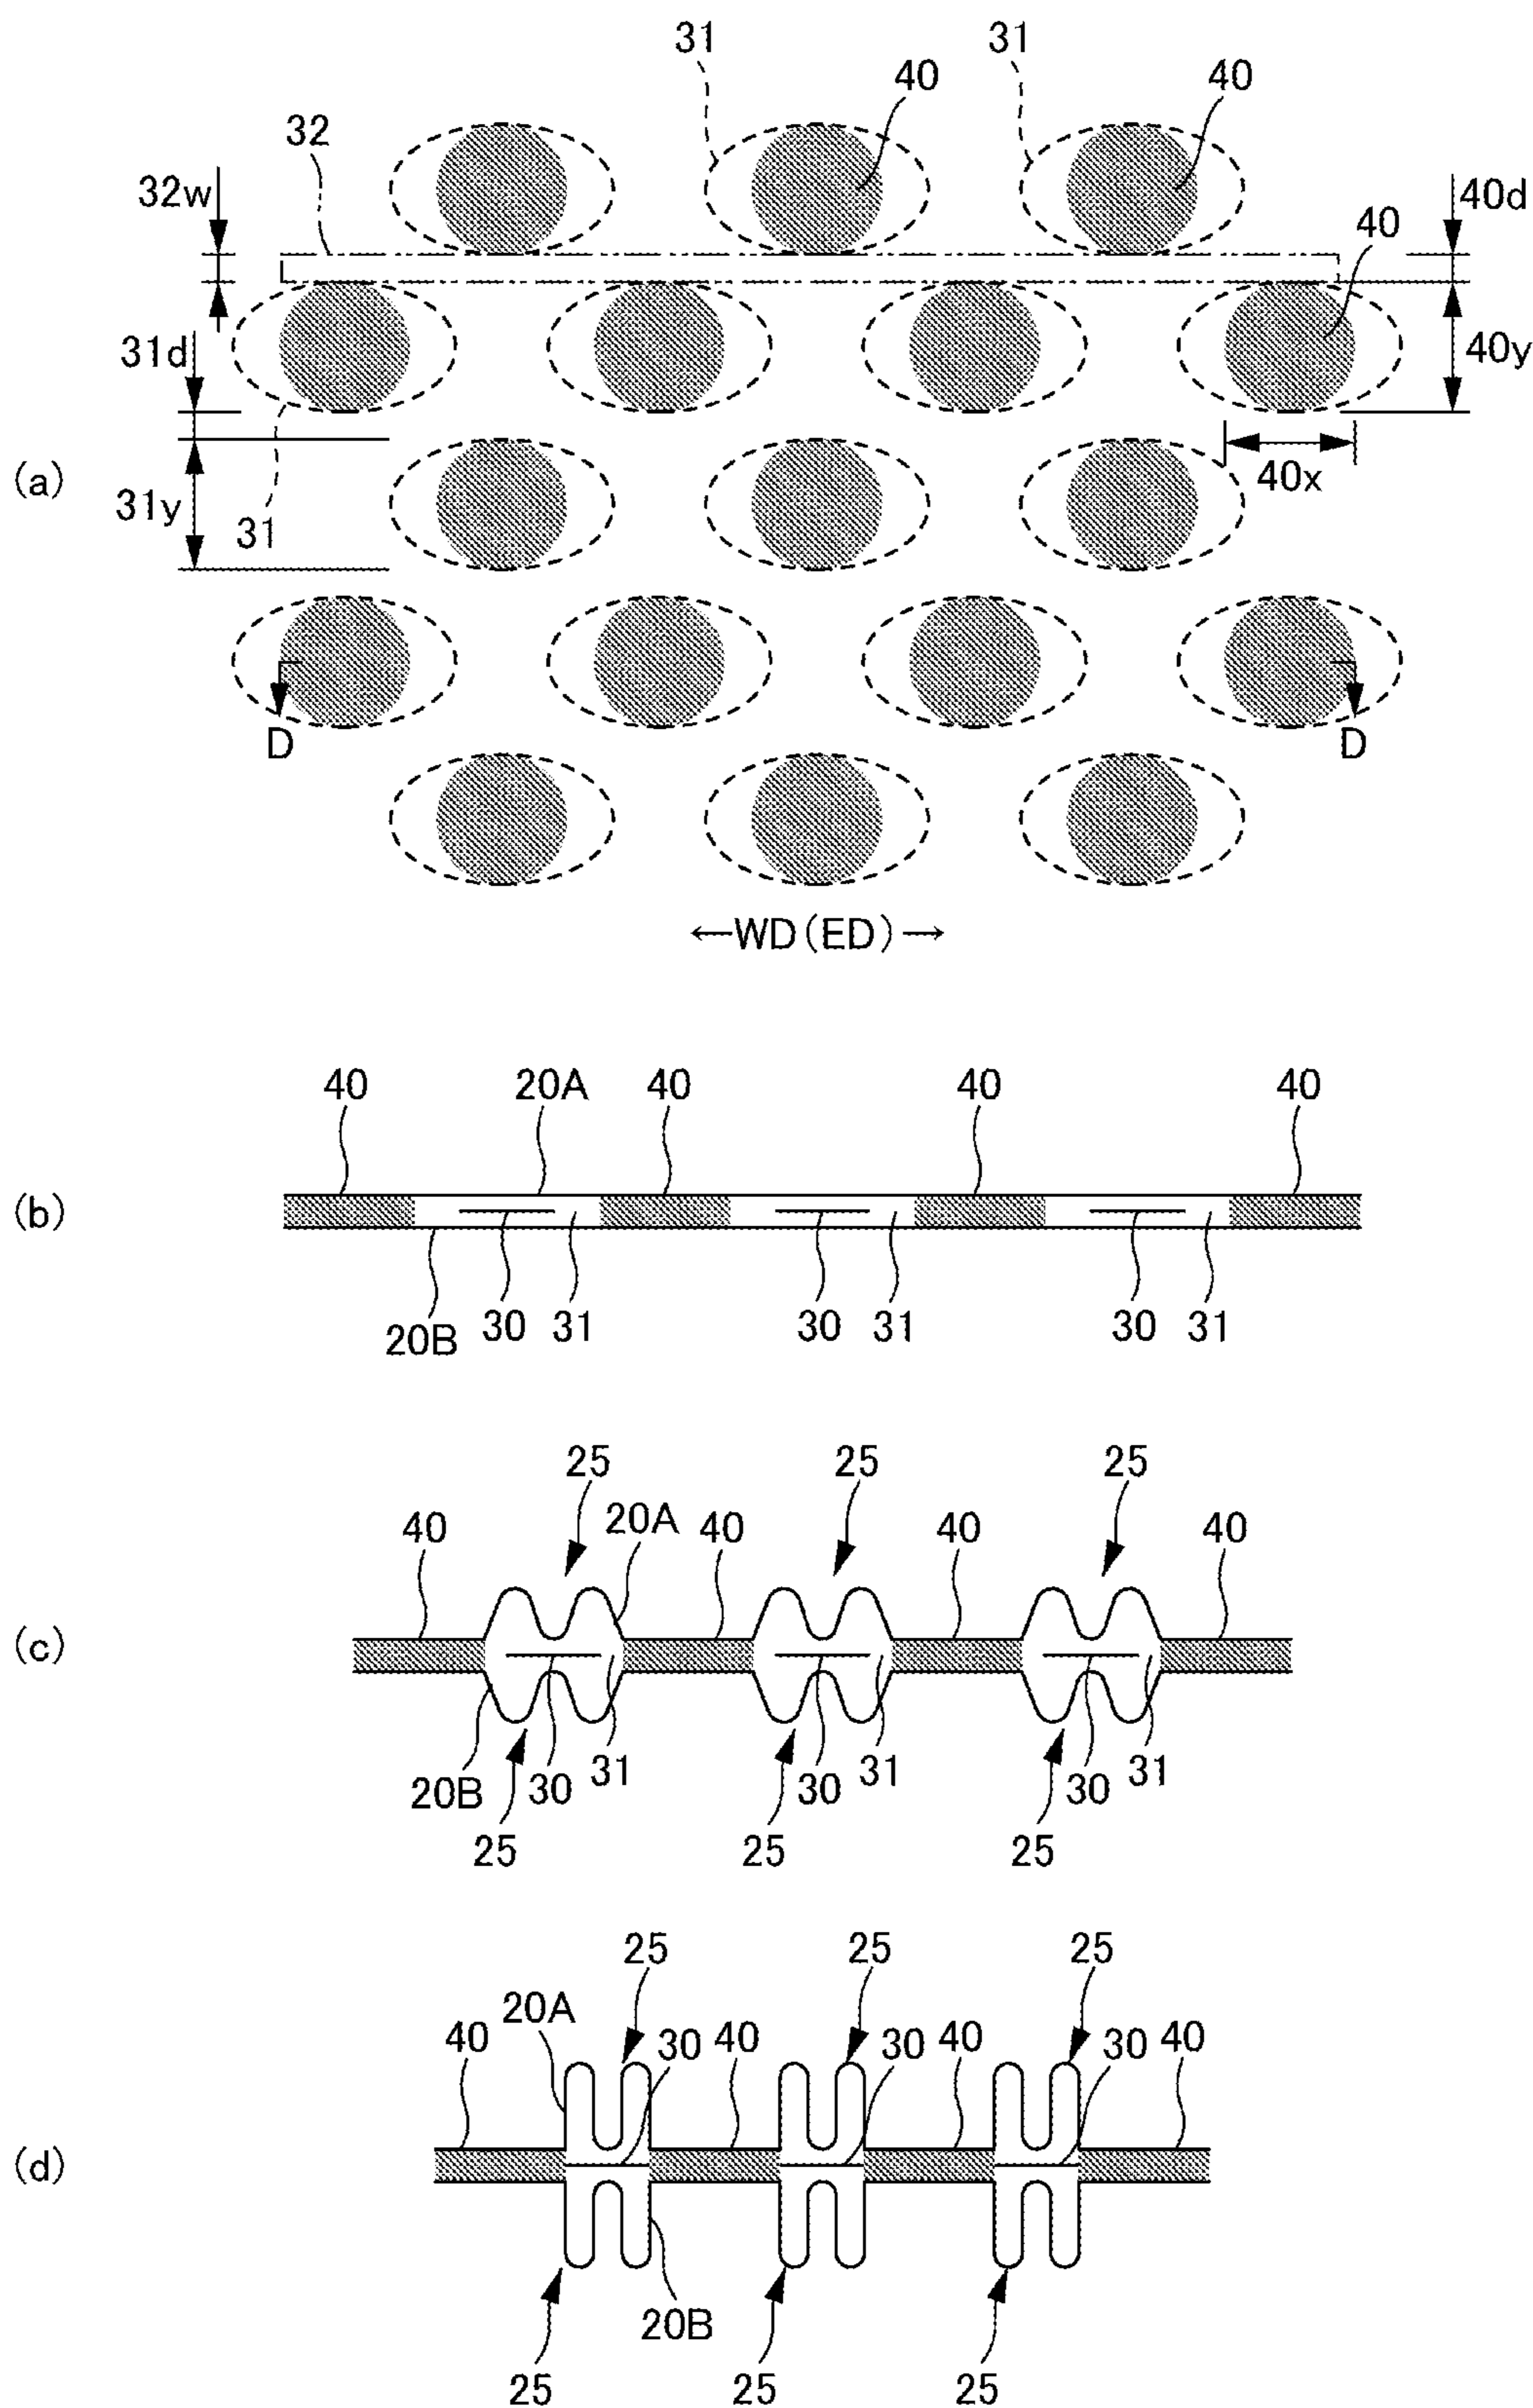 31 31
40 40
32
32w 40d
40
31d 40y
(a) 40x
31y 31
D D
←WD(ED)→
40 20A 40 40 40
(b)
20B 30 31 30 31 30 31
25 25 25
40 20A 40 40 40
(c)
20B 30 31 30 31 30 31
25 25 25
25 25 25
20A
40 30 40 30 40 30 40
(d)
20B
25 25 25